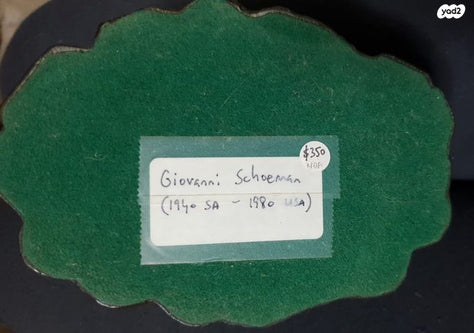 yad2
$350
Giovanni Schoeman
(1940 SA - 1980 USA)